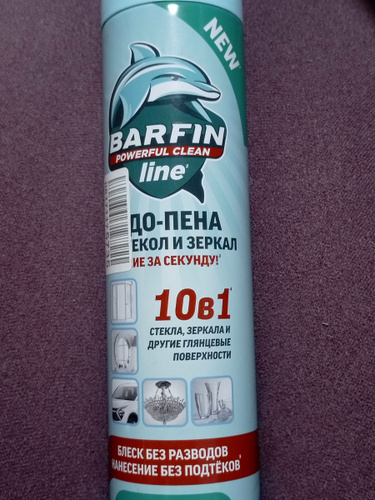 NEW
BARFIN
POWERFUL CLEAN
line
ДО-ПЕНА
ЕКОЛ И ЗЕРКАЛ
ИЕ ЗА СЕКУНДУ!
10в1
СТЕКЛА, ЗЕРКАЛА И
ДРУГИЕ ГЛЯНЦЕВЫЕ
ПОВЕРХНОСТИ
БЛЕСК БЕЗ РАЗВОДОВ
НАНЕСЕНИЕ БЕЗ ПОДТЁКОВ